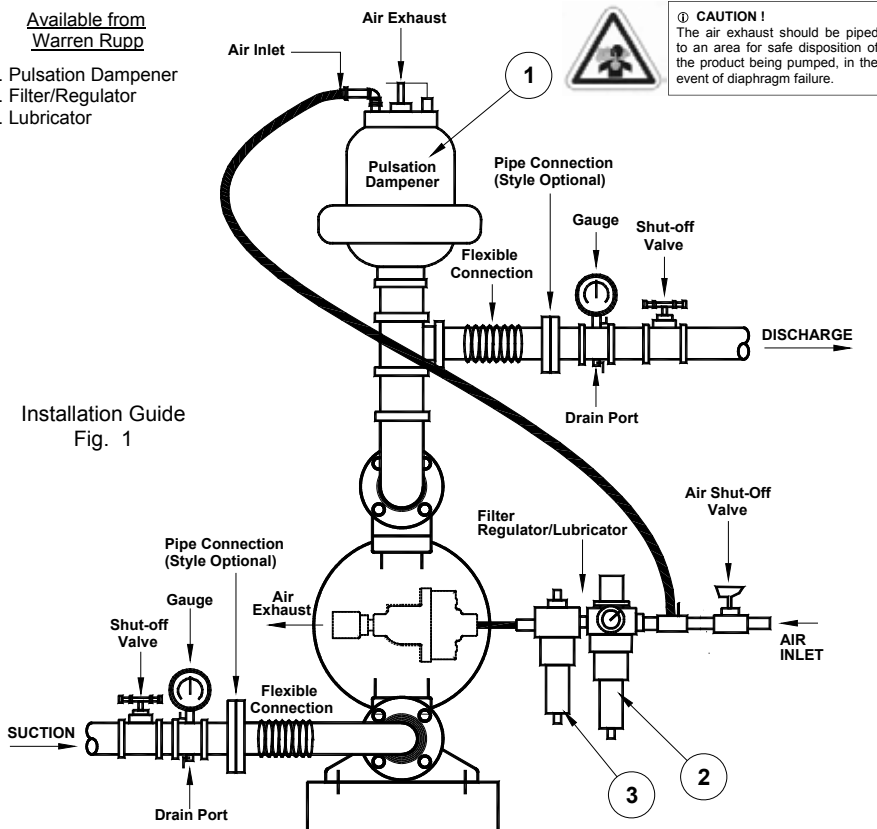 Available from
Warren Rupp
. Pulsation Dampener
. Filter/Regulator
. Lubricator
Air Exhaust
Air Inlet
1
ⓘ CAUTION !
The air exhaust should be piped
to an area for safe disposition of
the product being pumped, in the
event of diaphragm failure.
Pulsation
Dampener
Pipe Connection
(Style Optional)
Gauge
Shut-off
Valve
Flexible
Connection
DISCHARGE
Drain Port
Installation Guide
Fig. 1
Air Shut-Off
Valve
Filter
Regulator/Lubricator
Pipe Connection
(Style Optional)
Air
Exhaust
Gauge
Shut-off
Valve
AIR
INLET
Flexible
Connection
SUCTION
2
3
Drain Port